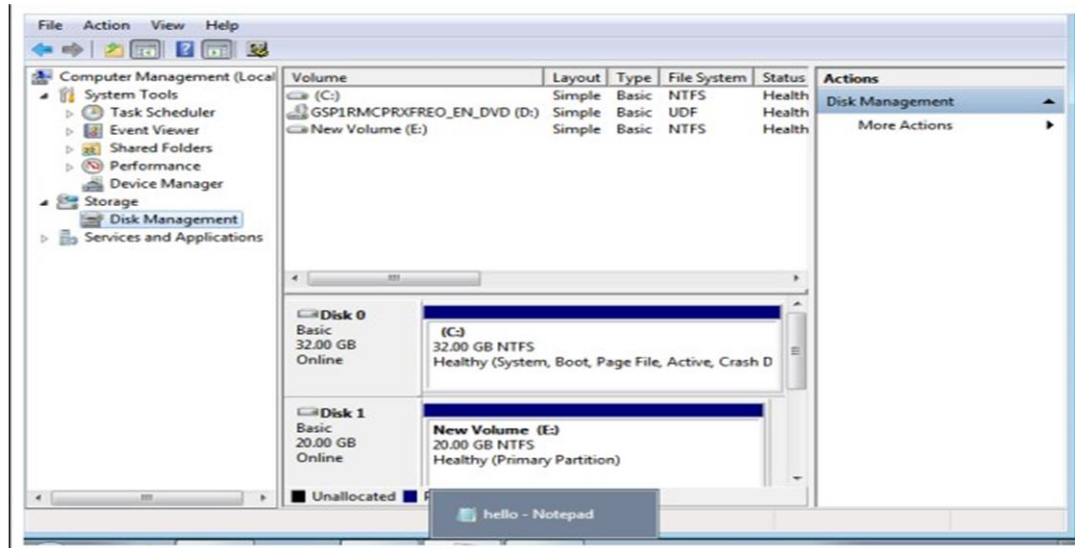 File Action View Help
Computer Management (Local
System Tools
Task Scheduler
Event Viewer
Shared Folders
Performance
Device Manager
Storage
Disk Management
Services and Applications
Volume Layout Type File System Status
(C:) Simple Basic NTFS Health
GSP1RMCPRXFREO_EN_DVD (D:) Simple Basic UDF Health
New Volume (E:) Simple Basic NTFS Health
Disk 0
Basic
32.00 GB
Online
(C:)
32.00 GB NTFS
Healthy (System, Boot, Page File, Active, Crash D
Disk 1
Basic
20.00 GB
Online
New Volume (E:)
20.00 GB NTFS
Healthy (Primary Partition)
Unallocated
hello - Notepad
Actions
Disk Management
More Actions